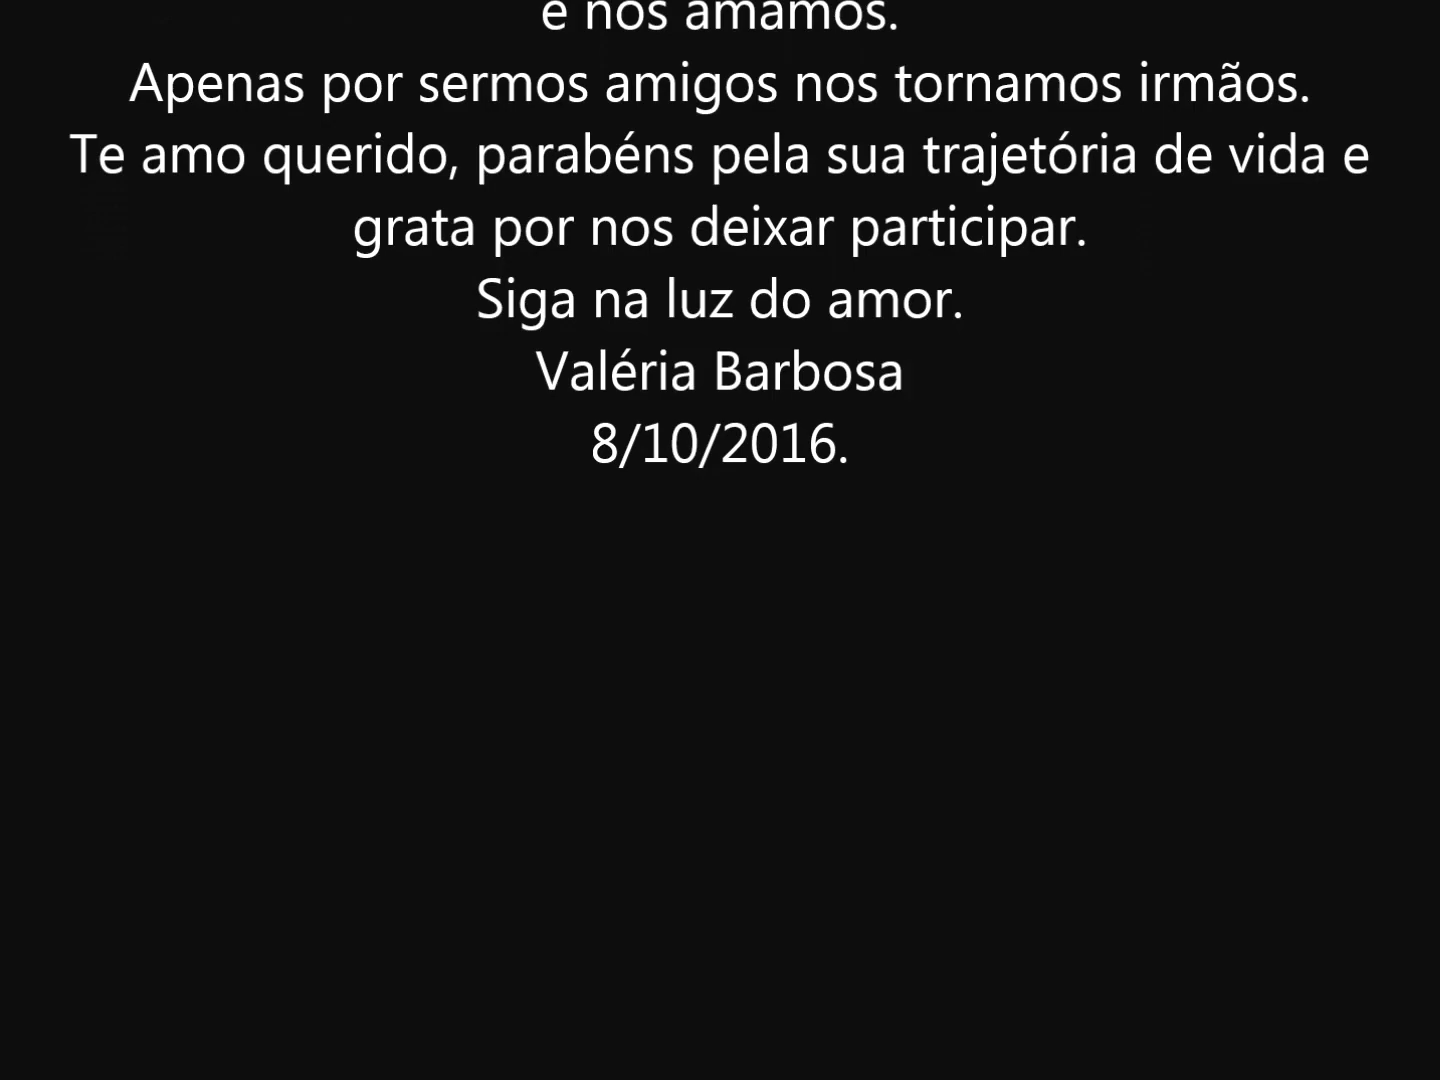 e nos amamos.
Apenas por sermos amigos nos tornamos irmãos.
Te amo querido, parabéns pela sua trajetória de vida e
grata por nos deixar participar.
Siga na luz do amor.
Valéria Barbosa
8/10/2016.